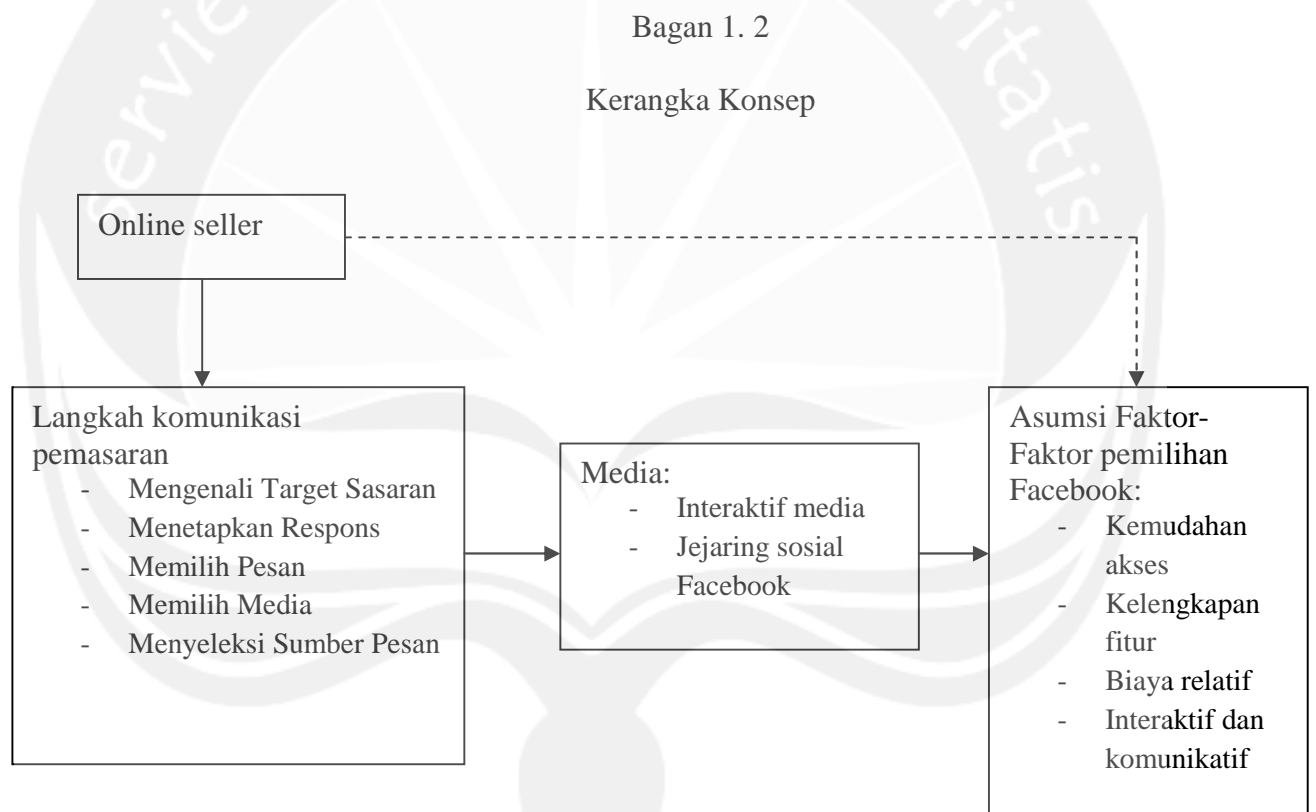 Bagan 1. 2
Kerangka Konsep
Online seller
Langkah komunikasi
pemasaran
- Mengenali Target Sasaran
- Menetapkan Respons
- Memilih Pesan
- Memilih Media
- Menyeleksi Sumber Pesan
Media:
- Interaktif media
- Jejaring sosial
Facebook
Asumsi Faktor-
Faktor pemilihan
Facebook:
- Kemudahan
akses
- Kelengkapan
fitur
- Biaya relatif
- Interaktif dan
komunikatif